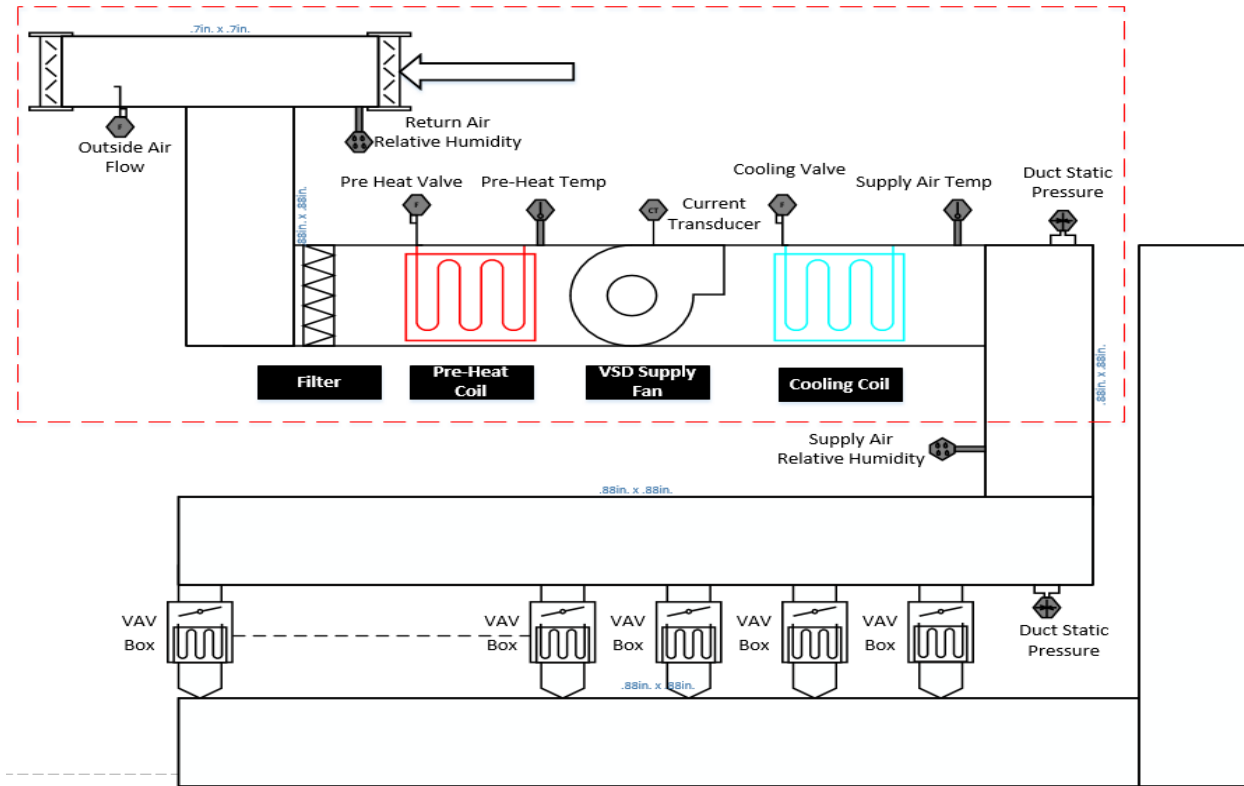 .7in. x .7in.
Outside Air
Flow
Return Air
Relative Humidity
.88in. x .88in.
Pre Heat Valve
Pre-Heat Temp
CT
Current
Transducer
Cooling Valve
Supply Air Temp
Duct Static
Pressure
F
F
F
Filter
Pre-Heat
Coil
VSD Supply
Fan
Cooling Coil
.88in. x .88in.
Supply Air
Relative Humidity
.88in. x .88in.
VAV
Box
VAV
Box
VAV
Box
VAV
Box
VAV
Box
Duct Static
Pressure
.88in. x .88in.